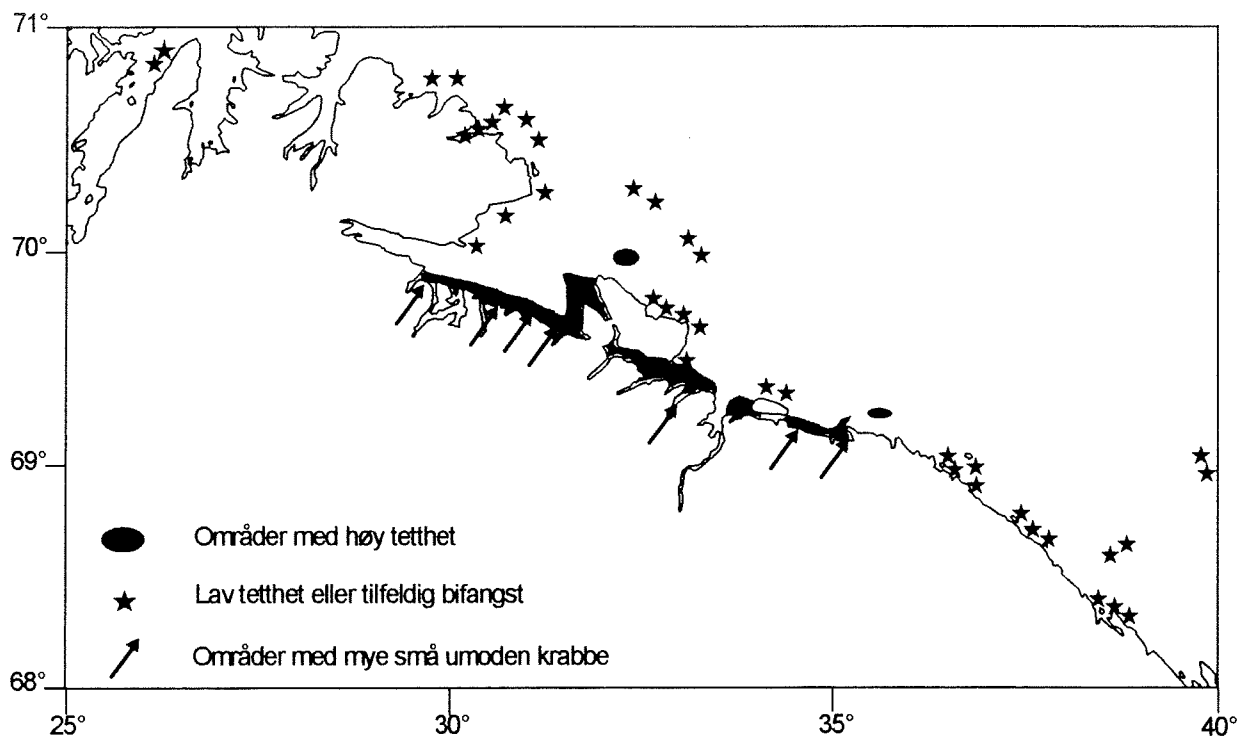 71°
70°
69°
Områder med høy tetthet
Lav tetthet eller tilfeldig bifangst
Områder med mye små umoden krabbe
68°
25°
30°
35°
40°